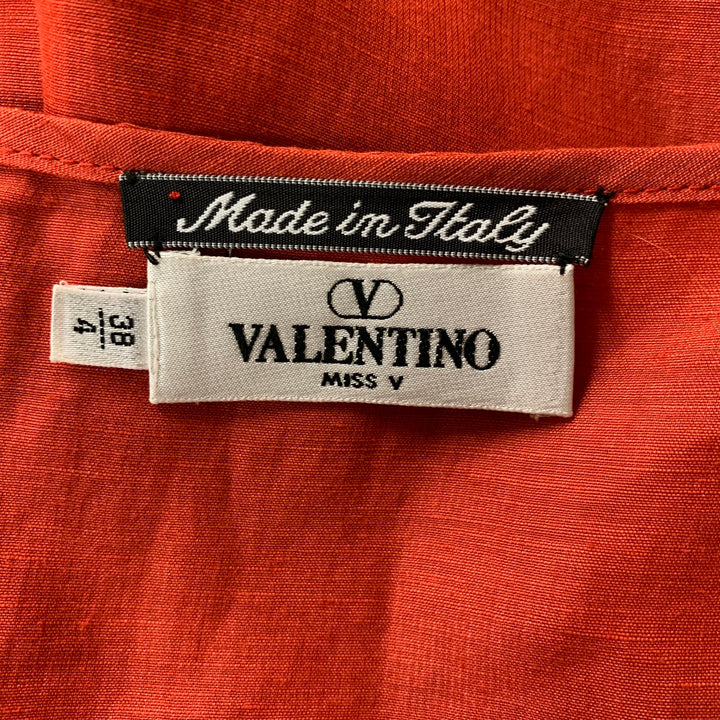 Made in Italy
V
VALENTINO
MISS V
38
4